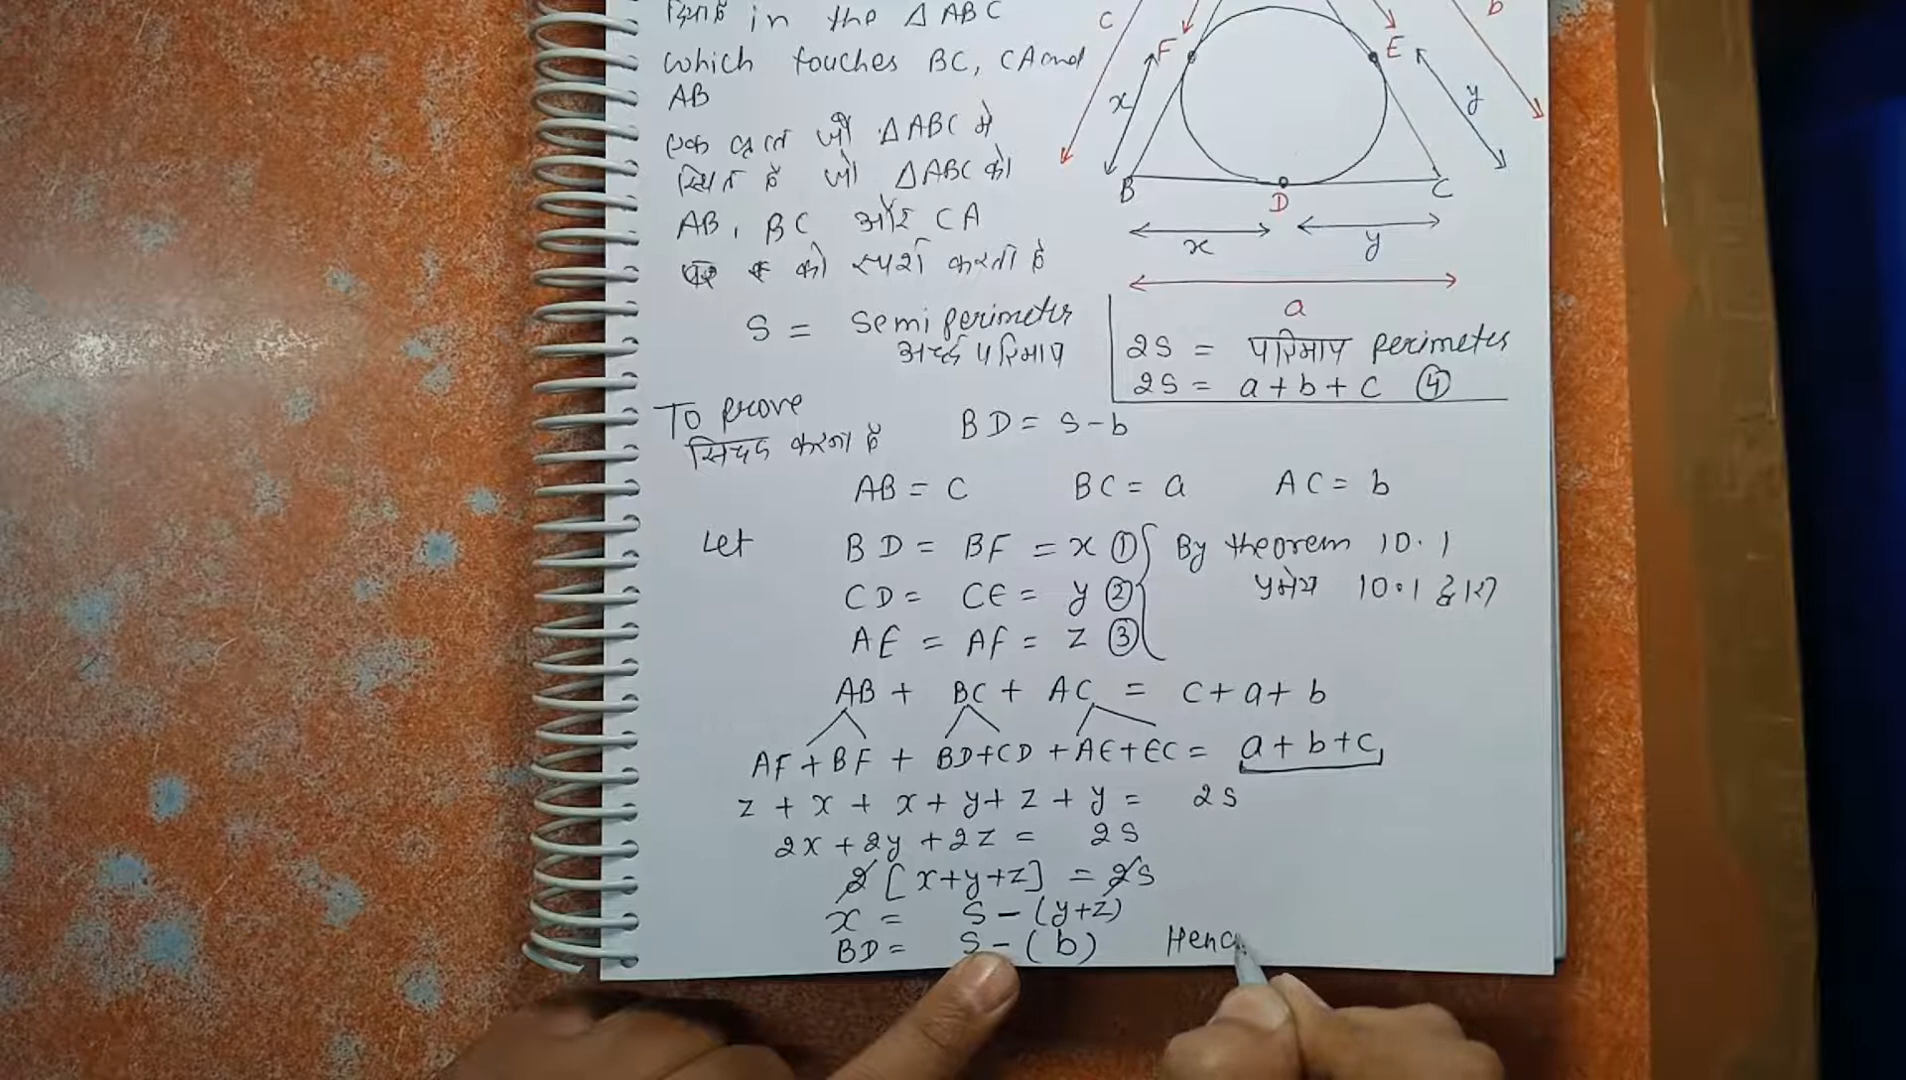 दिया है in the △ ABC
which touches BC, CA and
AB
एक वृत्त जो △ABC मे
स्थित है जो △ABC को
AB, BC और CA
को स्पर्श करता है
S = Semi perimeter
अर्द्ध परिमाप
c
b
F
E
x
y
B
D
C
x
y
a
2S = परिमाप perimeter
2S = a + b + c ④
To prove BD = S - b
सिध्द करना है
AB = c BC = a AC = b
Let BD = BF = x ① By theorem 10.1
CD = CE = y ② प्रमेय 10.1 द्वारा
AE = AF = z ③
AB + BC + AC = c + a + b
AF + BF + BD+CD + AE+EC = a + b + c
z + x + x + y + z + y = 2S
2x + 2y + 2z = 2S
2 [x+y+z] = 2S
x = S - (y+z)
BD = S - (b) Henc